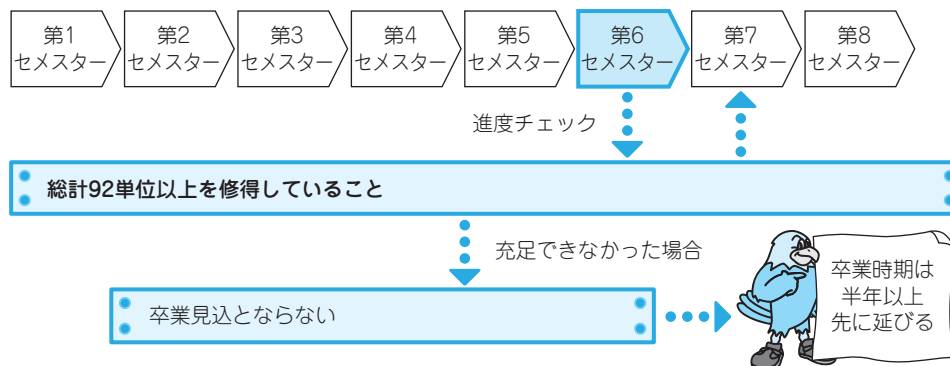 第1
セメスター
第2
セメスター
第3
セメスター
第4
セメスター
第5
セメスター
第6
セメスター
第7
セメスター
第8
セメスター
進度チェック
総計92単位以上を修得していること
充足できなかった場合
卒業見込とならない
卒業時期は
半年以上
先に延びる